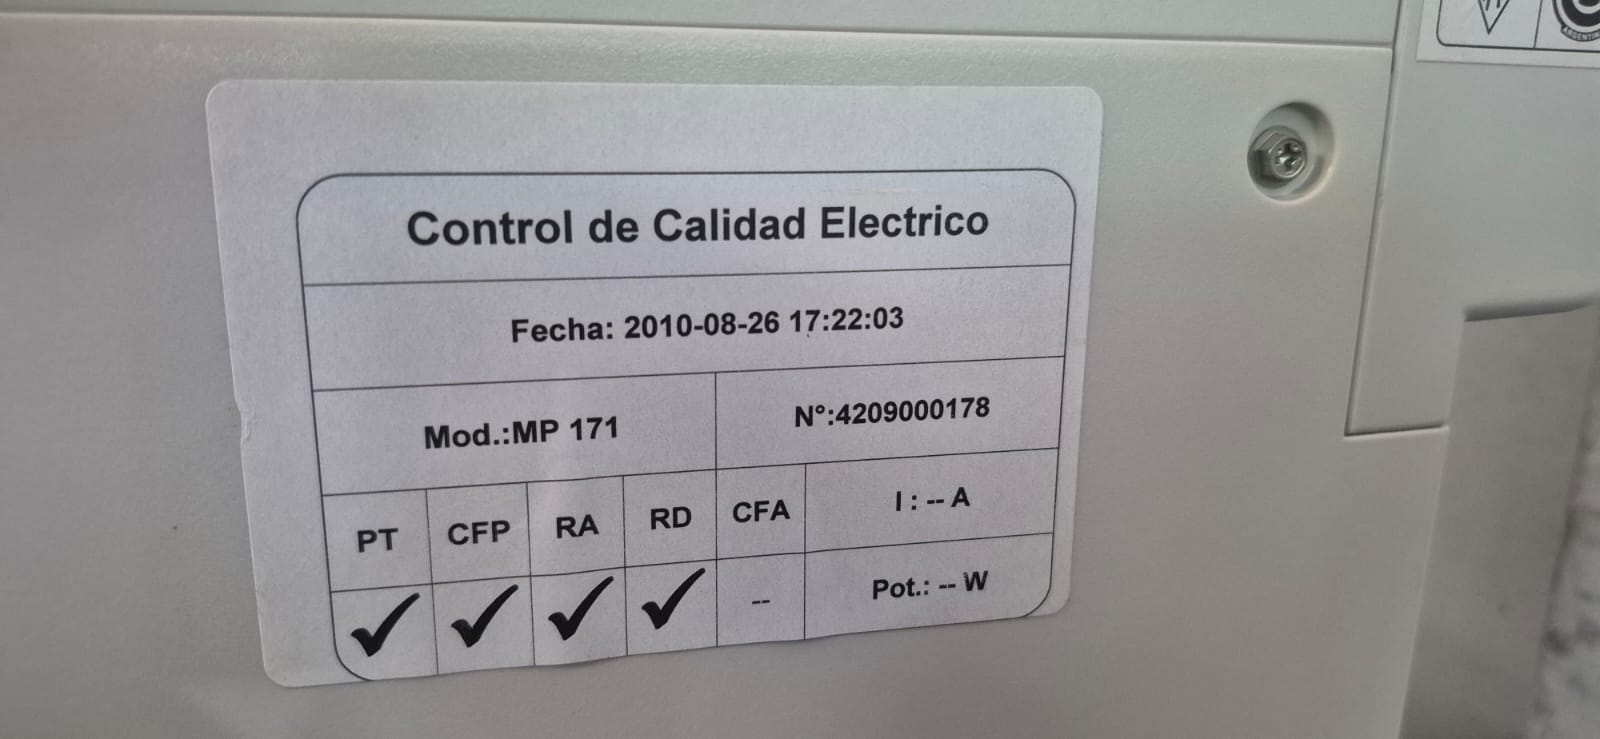 ARGENTINA
Control de Calidad Electrico
Fecha: 2010-08-26 17:22:03
Mod.:MP 171 N°:4209000178
PT CFP RA RD CFA I : -- A
✓ ✓ ✓ ✓ -- Pot.: -- W